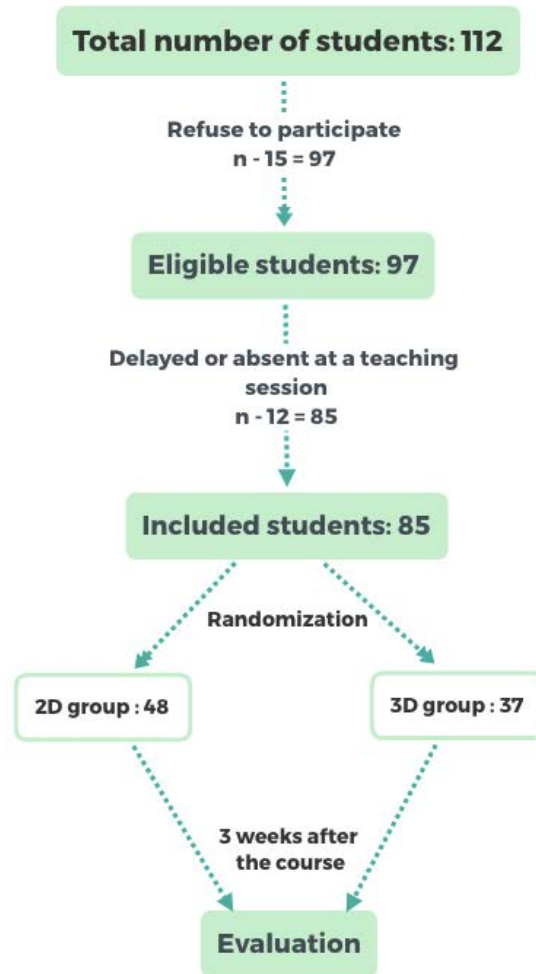 Total number of students: 112
Refuse to participate
n - 15 = 97
Eligible students: 97
Delayed or absent at a teaching
session
n - 12 = 85
Included students: 85
Randomization
2D group : 48
3D group : 37
3 weeks after
the course
Evaluation